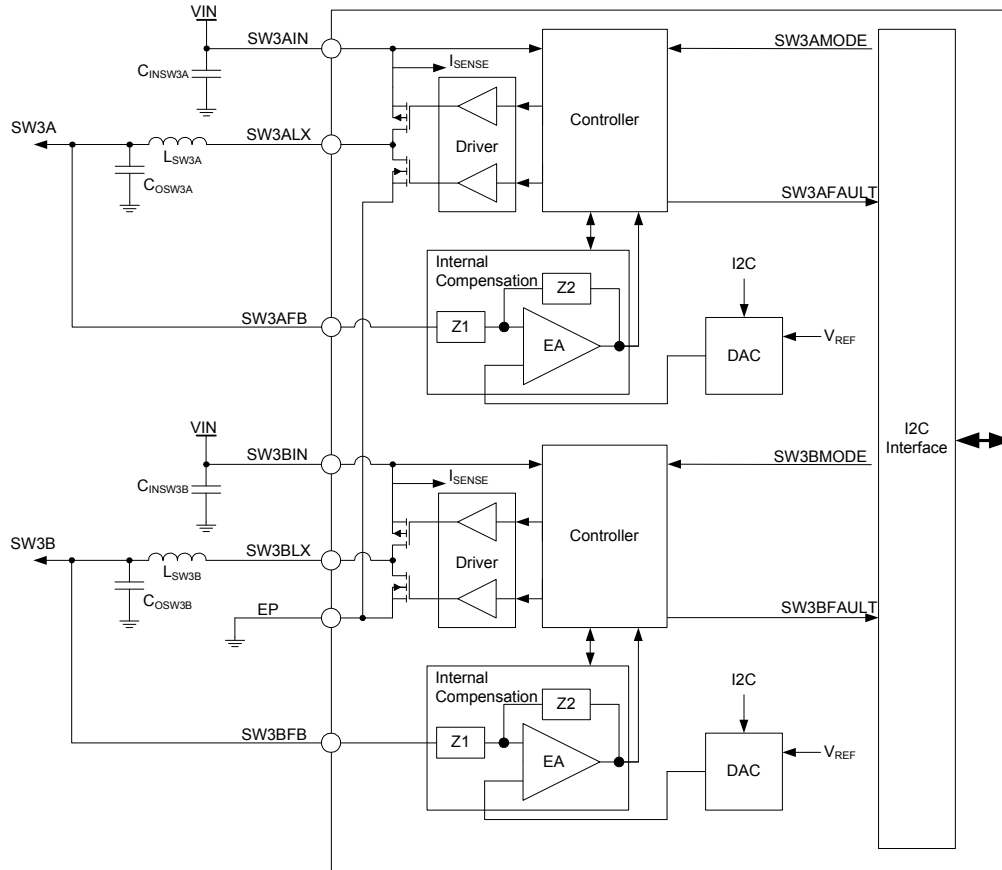 VIN
SW3AIN
SW3AMODE
CINSW3A
ISENSE
Controller
SW3A
SW3ALX
Driver
LSW3A
COSW3A
SW3AFAULT
Internal
Compensation
I2C
Z2
SW3AFB
Z1
EA
DAC
VREF
I2C
Interface
VIN
SW3BIN
SW3BMODE
CINSW3B
ISENSE
Controller
SW3B
SW3BLX
Driver
LSW3B
COSW3B
EP
SW3BFAULT
Internal
Compensation
I2C
Z2
SW3BFB
Z1
EA
DAC
VREF